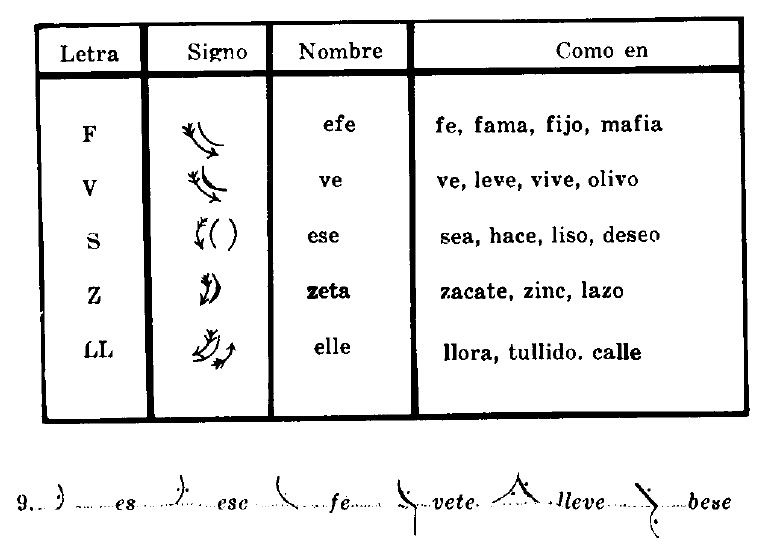 Letra Signo Nombre Como en
F efe fe, fama, fijo, mafia
V ve ve, leve, vive, olivo
S ese sea, hace, liso, deseo
Z zeta zacate, zinc, lazo
LL elle llora, tullido. calle
9. es ese fe vete lleve bese